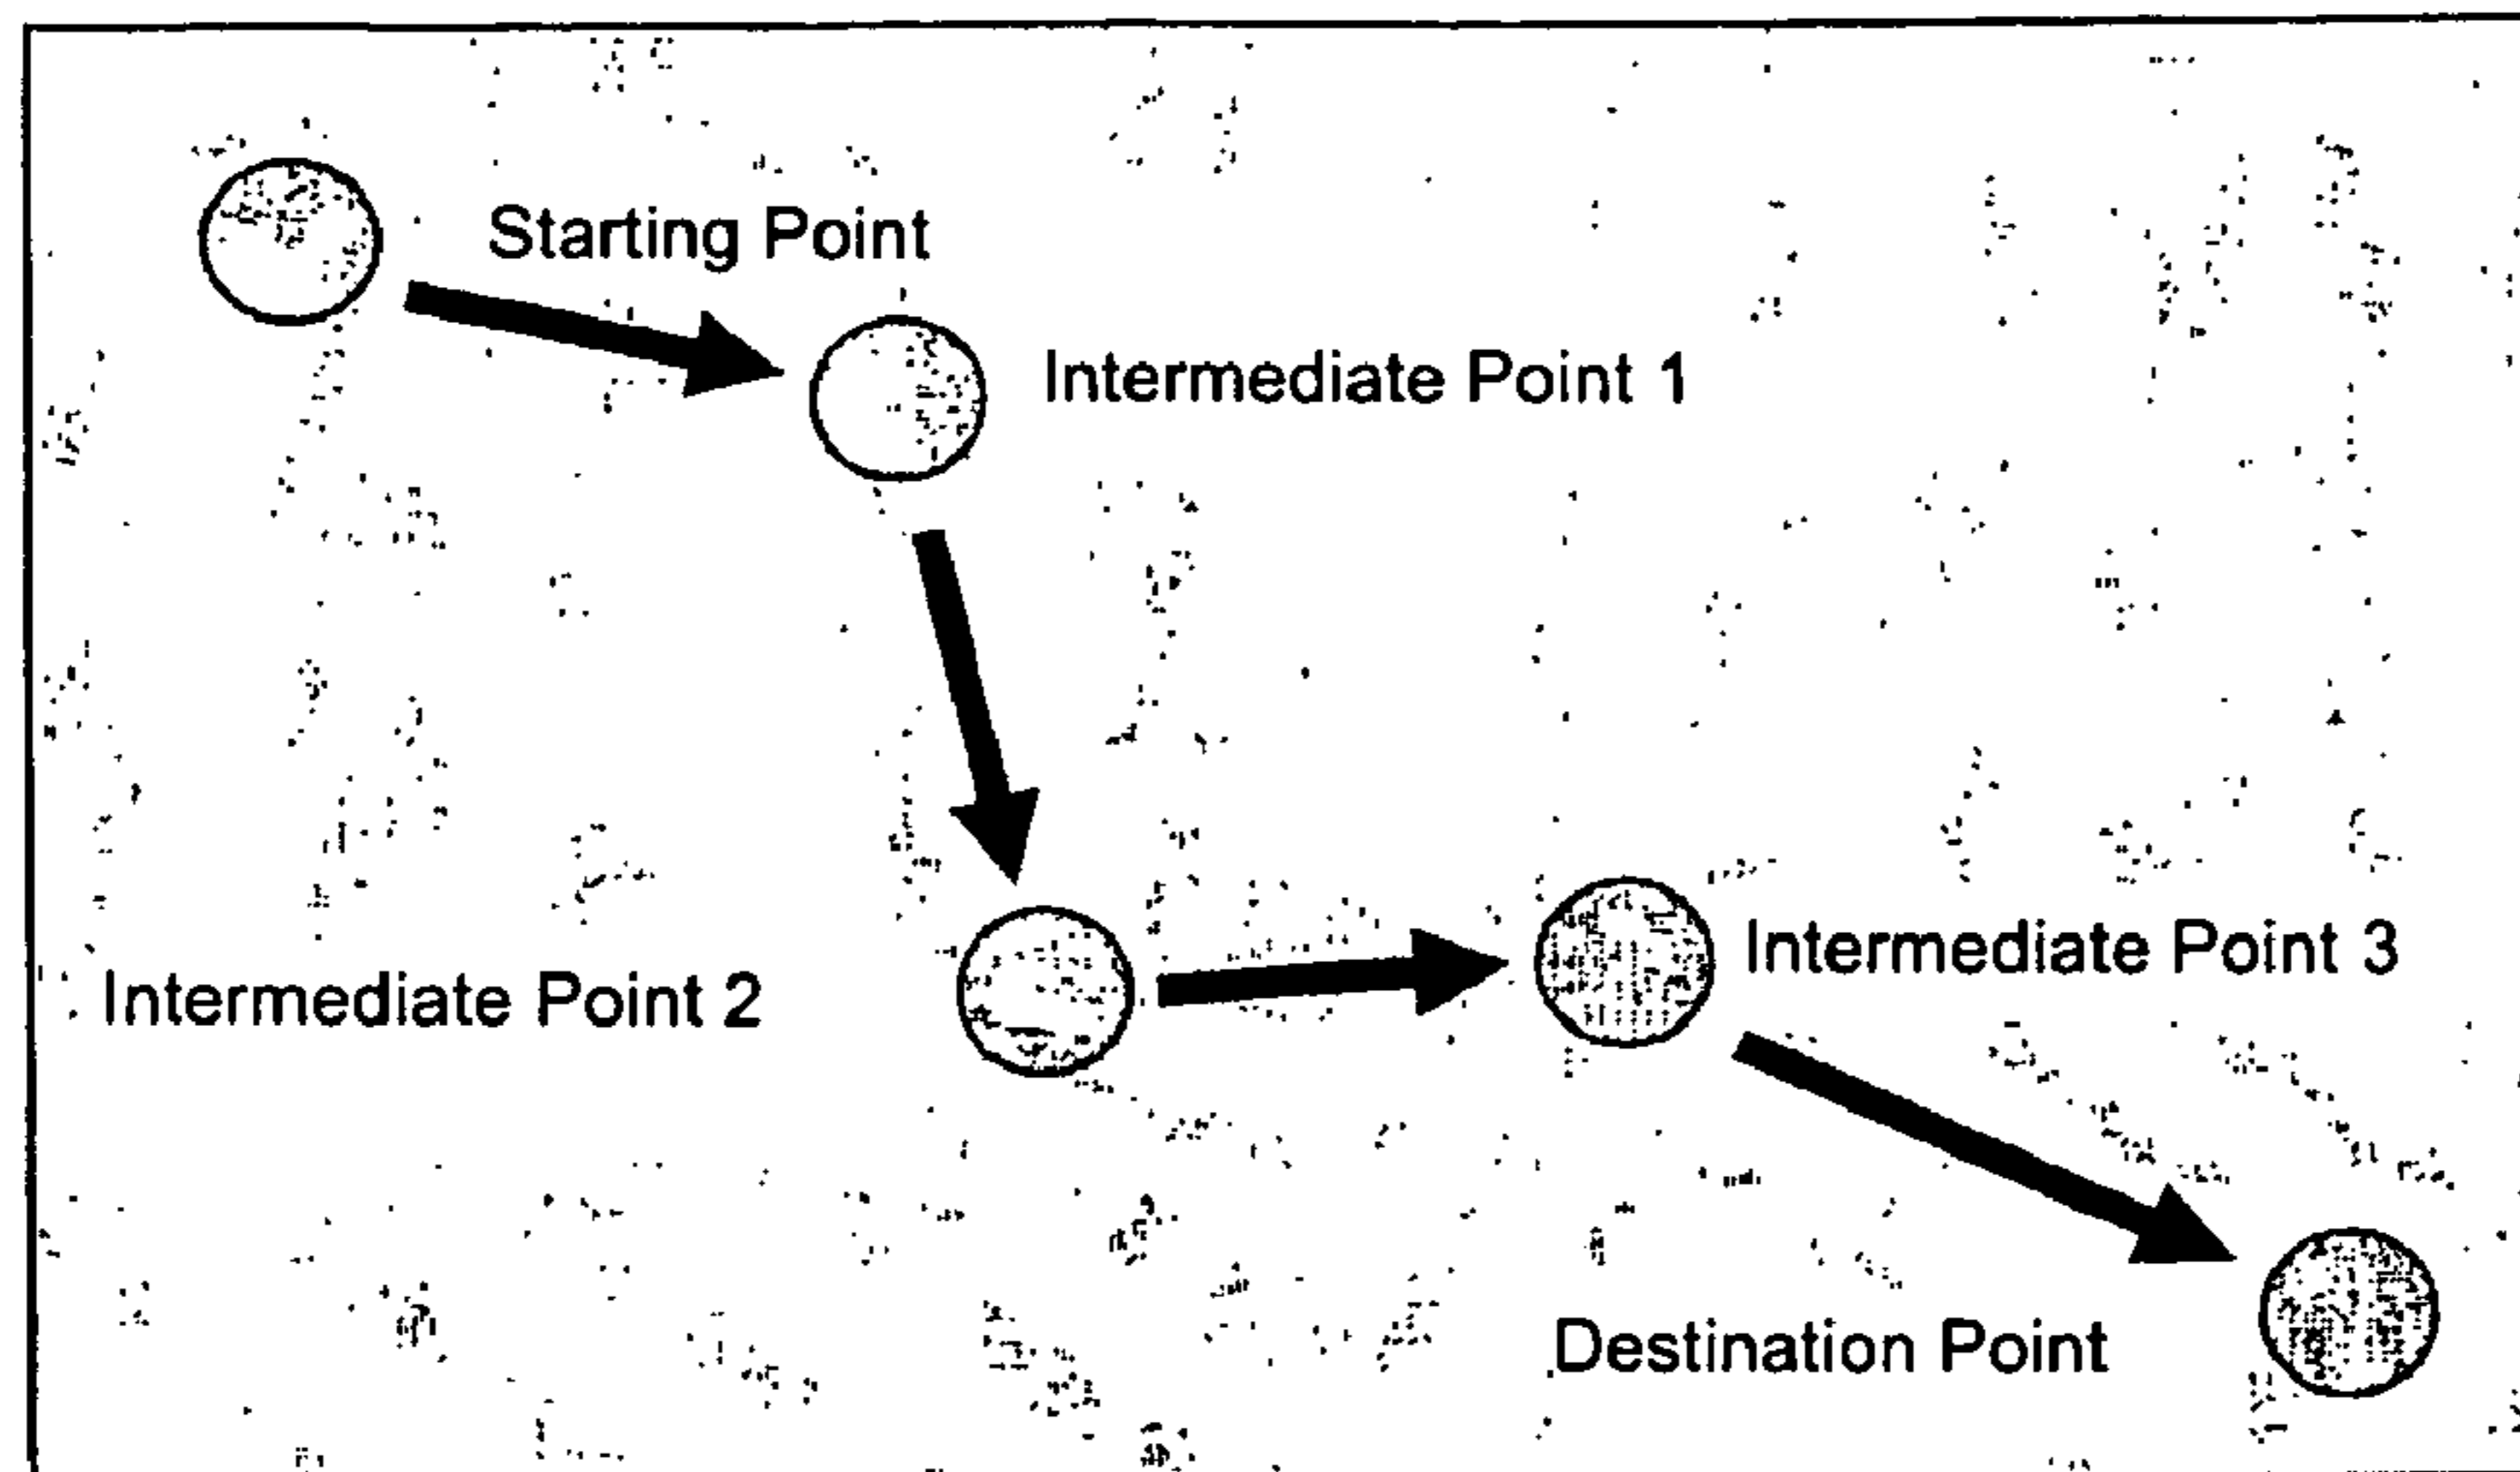 Starting Point
Intermediate Point 1
Intermediate Point 2
Intermediate Point 3
Destination Point